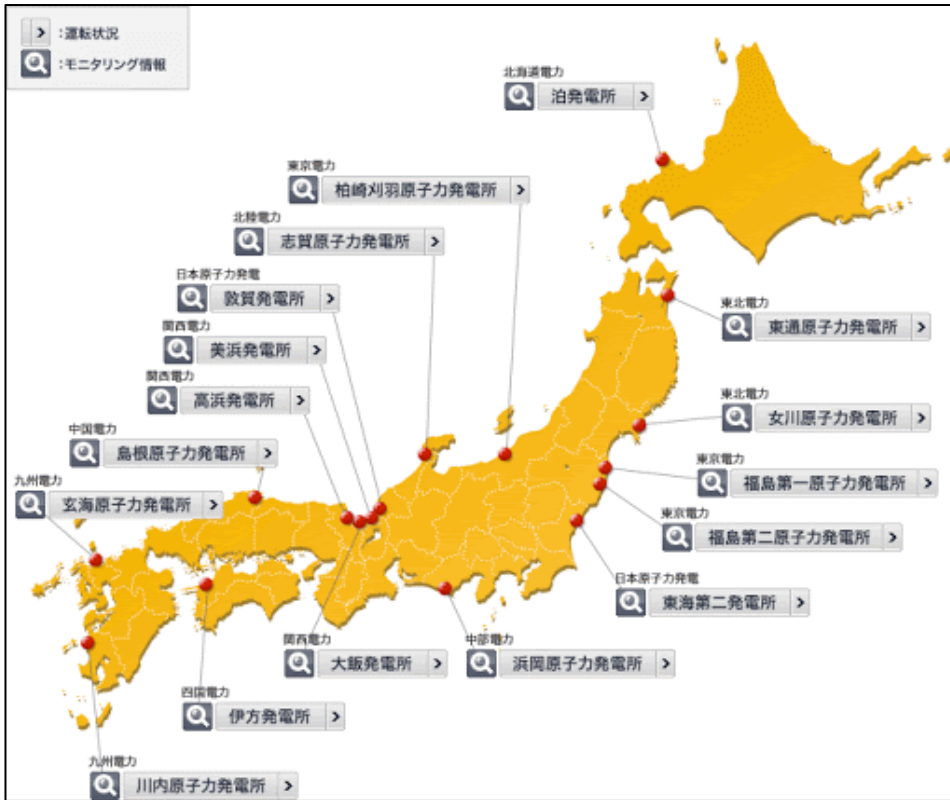 ：運転状況
：モニタリング情報
北海道電力
泊発電所
東京電力
柏崎刈羽原子力発電所
北陸電力
志賀原子力発電所
日本原子力発電
敦賀発電所
関西電力
美浜発電所
関西電力
高浜発電所
中国電力
島根原子力発電所
九州電力
玄海原子力発電所
東北電力
東通原子力発電所
東北電力
女川原子力発電所
東京電力
福島第一原子力発電所
東京電力
福島第二原子力発電所
日本原子力発電
東海第二発電所
関西電力
大飯発電所
中部電力
浜岡原子力発電所
四国電力
伊方発電所
九州電力
川内原子力発電所